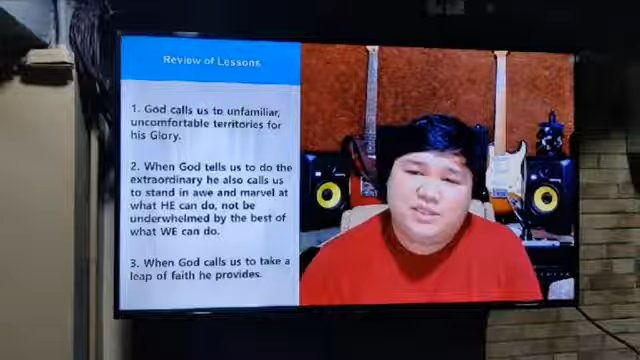 Review of Lessons
1. God calls us to unfamiliar,
uncomfortable territories for
his Glory.
2. When God tells us to do the
extraordinary he also calls us
to stand in awe and marvel at
what HE can do, not be
underwhelmed by the best of
what WE can do.
3. When God calls us to take a
leap of faith he provides.